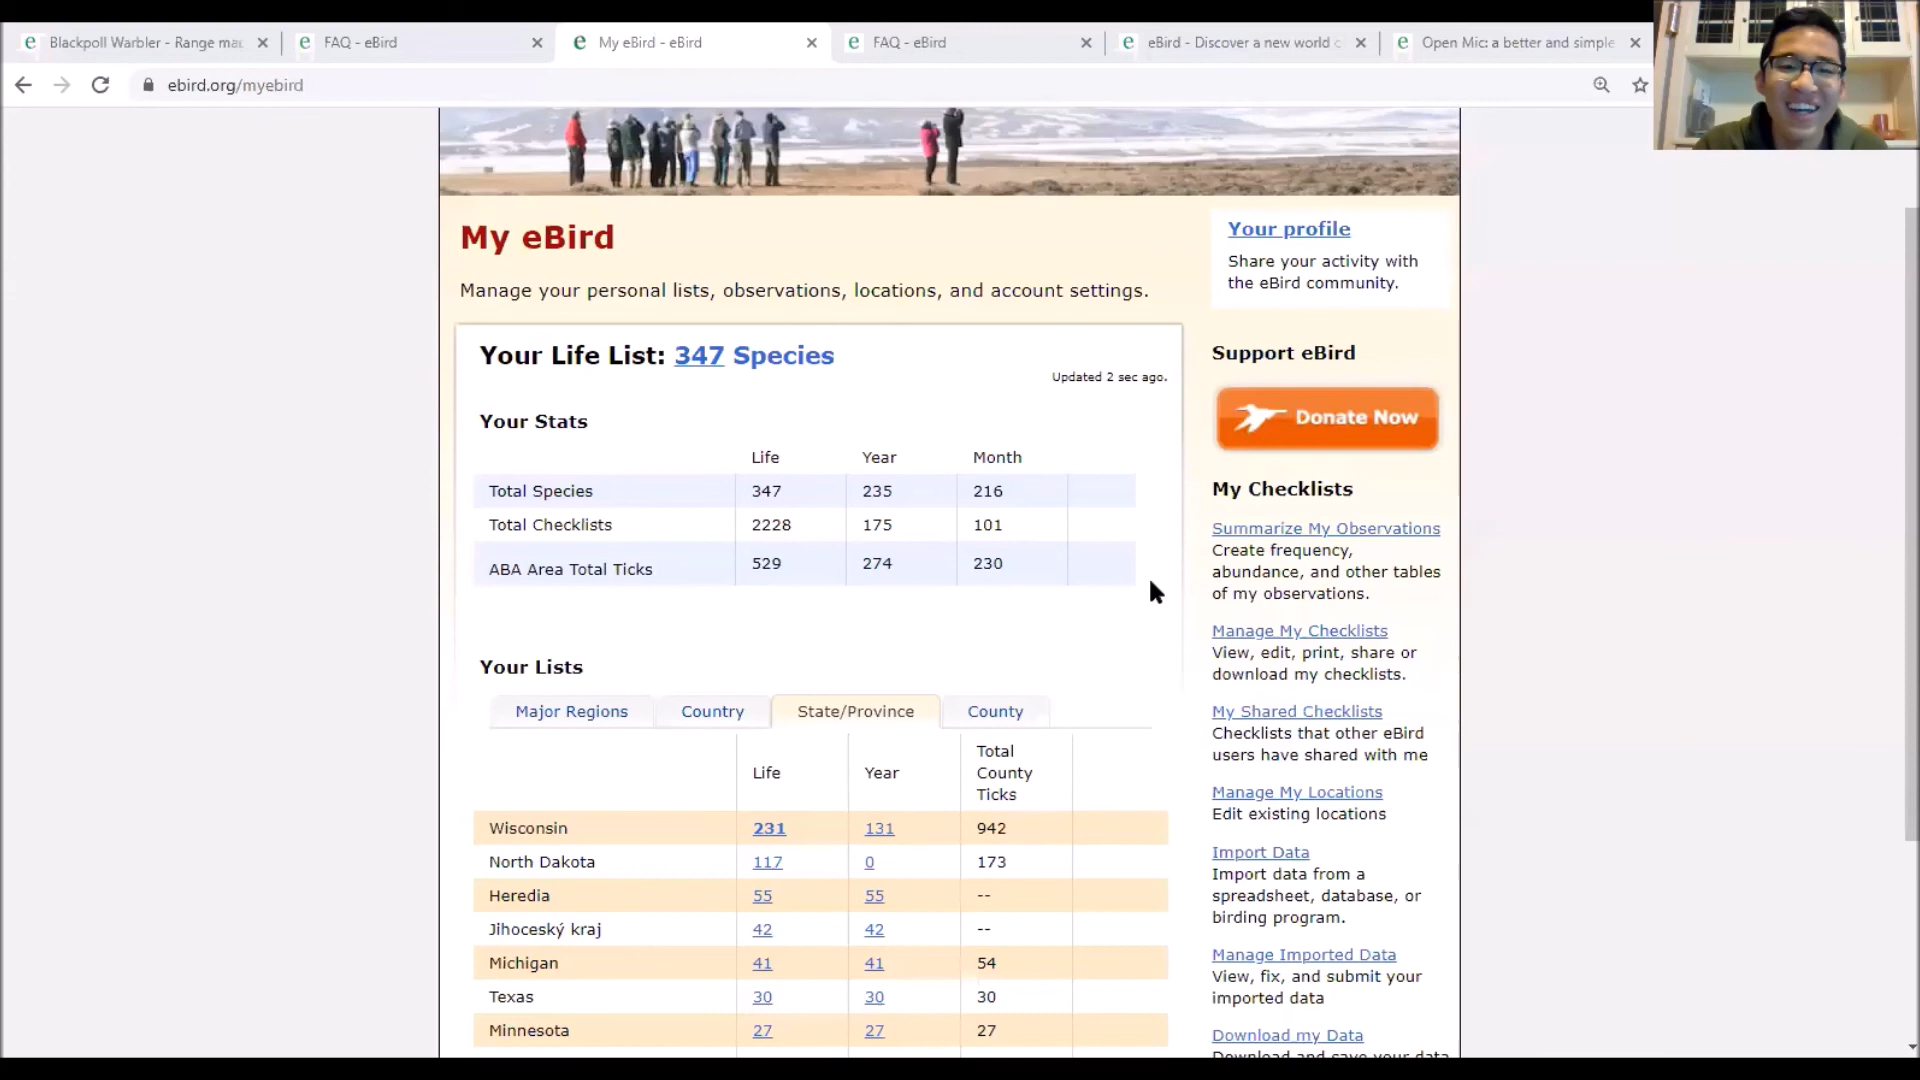 Blackpoll Warbler - Range ma
FAQ - eBird
My eBird - eBird
FAQ - eBird
eBird - Discover a new world
Open Mic: a better and simple
ebird.org/myebird
My eBird
Manage your personal lists, observations, locations, and account settings.
Your Life List: 347 Species
Updated 2 sec ago.
Your Stats
Life Year Month
Total Species 347 235 216
Total Checklists 2228 175 101
ABA Area Total Ticks 529 274 230
Your Lists
Major Regions Country State/Province County
Life Year Total County Ticks
Wisconsin 231 131 942
North Dakota 117 0 173
Heredia 55 55 --
Jihoceský kraj 42 42 --
Michigan 41 41 54
Texas 30 30 30
Minnesota 27 27 27
Your profile
Share your activity with
the eBird community.
Support eBird
Donate Now
My Checklists
Summarize My Observations
Create frequency,
abundance, and other tables
of my observations.
Manage My Checklists
View, edit, print, share or
download my checklists.
My Shared Checklists
Checklists that other eBird
users have shared with me
Manage My Locations
Edit existing locations
Import Data
Import data from a
spreadsheet, database, or
birding program.
Manage Imported Data
View, fix, and submit your
imported data
Download my Data
Download and save your data